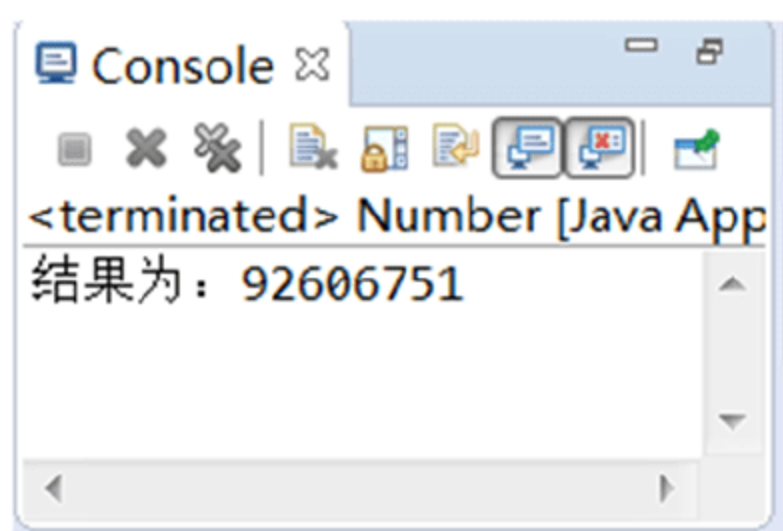 Console
<terminated> Number [Java App
结果为：92606751